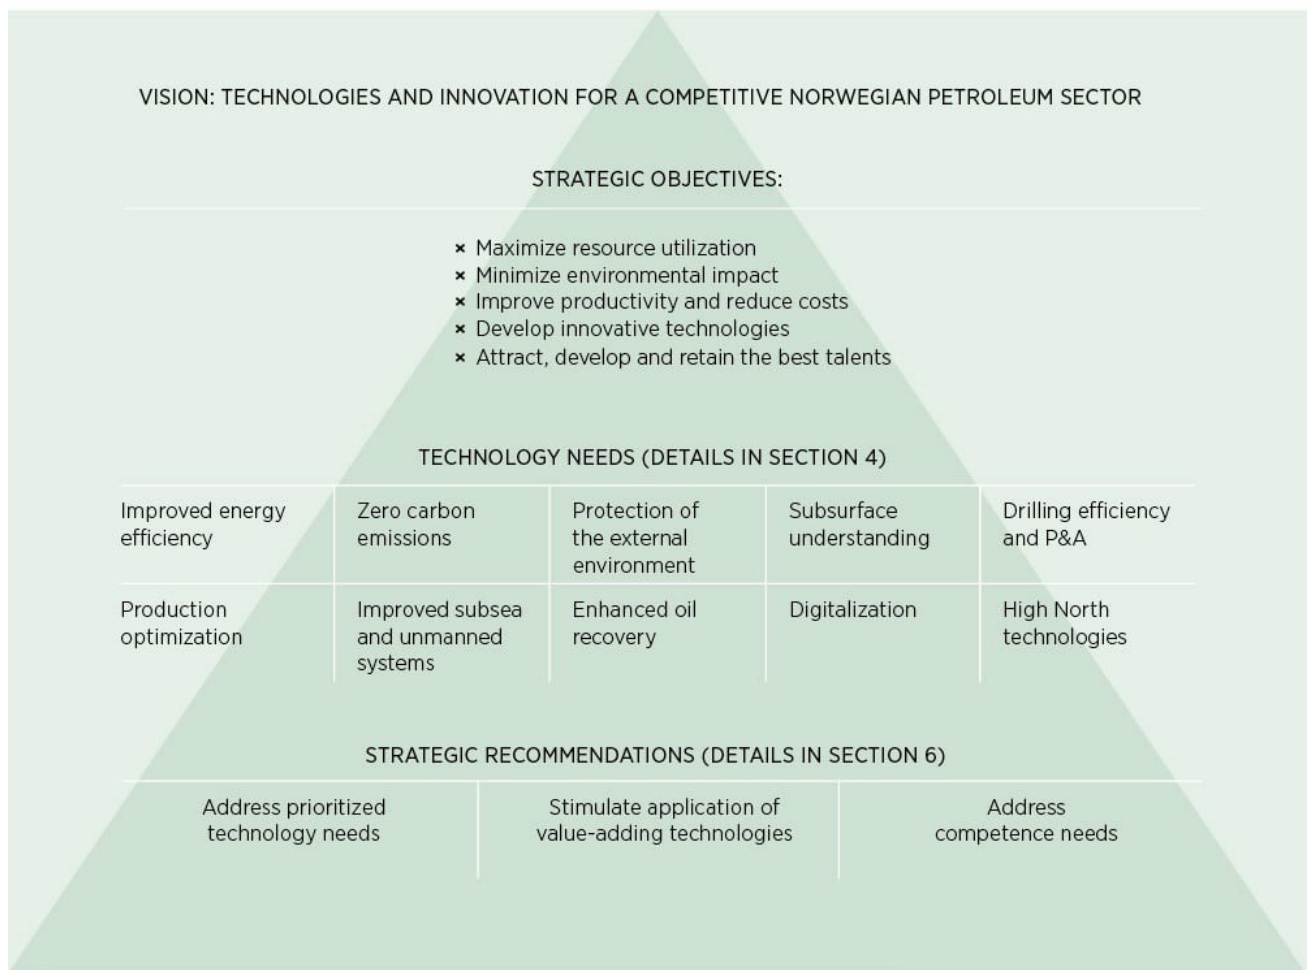 VISION: TECHNOLOGIES AND INNOVATION FOR A COMPETITIVE NORWEGIAN PETROLEUM SECTOR
STRATEGIC OBJECTIVES:
× Maximize resource utilization
× Minimize environmental impact
× Improve productivity and reduce costs
× Develop innovative technologies
× Attract, develop and retain the best talents
TECHNOLOGY NEEDS (DETAILS IN SECTION 4)
Improved energy
efficiency
Zero carbon
emissions
Protection of
the external
environment
Subsurface
understanding
Drilling efficiency
and P&A
Production
optimization
Improved subsea
and unmanned
systems
Enhanced oil
recovery
Digitalization
High North
technologies
STRATEGIC RECOMMENDATIONS (DETAILS IN SECTION 6)
Address prioritized
technology needs
Stimulate application of
value-adding technologies
Address
competence needs